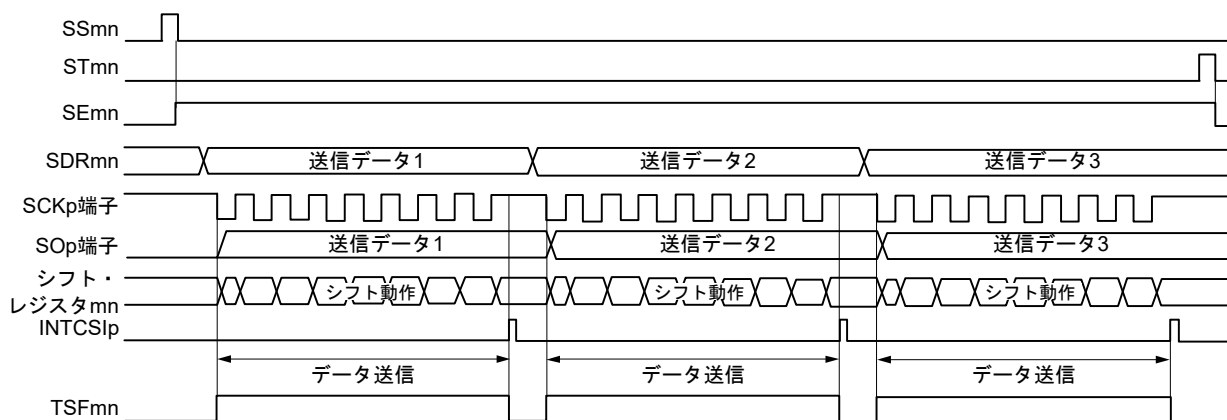 SSmn
STmn
SEmn
SDRmn 送信データ1 送信データ2 送信データ3
SCKp端子
SOp端子 送信データ1 送信データ2 送信データ3
シフト・
レジスタmn シフト動作 シフト動作 シフト動作
INTCSIp
データ送信 データ送信 データ送信
TSFmn